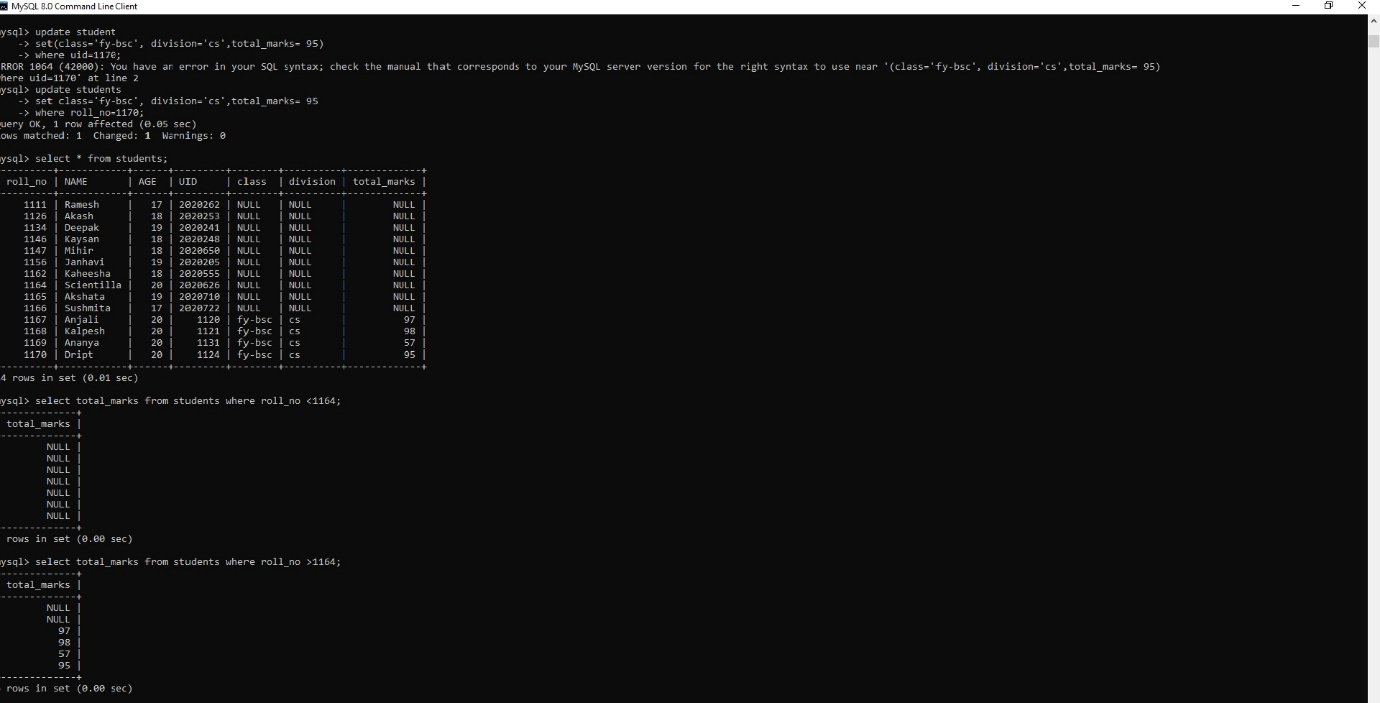 MySQL 8.0 Command Line Client
ysql> update student
-> set(class='fy-bsc', division='cs',total_marks= 95)
-> where uid=1170;
RROR 1064 (42000): You have an error in your SQL syntax; check the manual that corresponds to your MySQL server version for the right syntax to use near '(class='fy-bsc', division='cs',total_marks= 95)
here uid=1170' at line 2
ysql> update students
-> set class='fy-bsc', division='cs',total_marks= 95
-> where roll_no=1170;
uery OK, 1 row affected (0.05 sec)
ows matched: 1  Changed: 1  Warnings: 0
ysql> select * from students;
---------+------------+------+---------+--------+----------+-------------+
roll_no | NAME | AGE | UID | class | division | total_marks |
---------+------------+------+---------+--------+----------+-------------+
1111 | Ramesh | 17 | 2020262 | NULL | NULL | NULL |
1126 | Akash | 18 | 2020253 | NULL | NULL | NULL |
1134 | Deepak | 19 | 2020241 | NULL | NULL | NULL |
1146 | Kaysan | 18 | 2020248 | NULL | NULL | NULL |
1147 | Mihir | 18 | 2020650 | NULL | NULL | NULL |
1156 | Janhavi | 19 | 2020205 | NULL | NULL | NULL |
1162 | Kaheesha | 18 | 2020555 | NULL | NULL | NULL |
1164 | Scientilla | 20 | 2020626 | NULL | NULL | NULL |
1165 | Akshata | 19 | 2020710 | NULL | NULL | NULL |
1166 | Sushmita | 17 | 2020722 | NULL | NULL | NULL |
1167 | Anjali | 20 | 1120 | fy-bsc | cs | 97 |
1168 | Kalpesh | 20 | 1121 | fy-bsc | cs | 98 |
1169 | Ananya | 20 | 1131 | fy-bsc | cs | 57 |
1170 | Dript | 20 | 1124 | fy-bsc | cs | 95 |
---------+------------+------+---------+--------+----------+-------------+
4 rows in set (0.01 sec)
ysql> select total_marks from students where roll_no <1164;
-------------+
total_marks |
-------------+
NULL |
NULL |
NULL |
NULL |
NULL |
NULL |
NULL |
-------------+
rows in set (0.00 sec)
ysql> select total_marks from students where roll_no >1164;
-------------+
total_marks |
-------------+
NULL |
NULL |
97 |
98 |
57 |
95 |
-------------+
rows in set (0.00 sec)